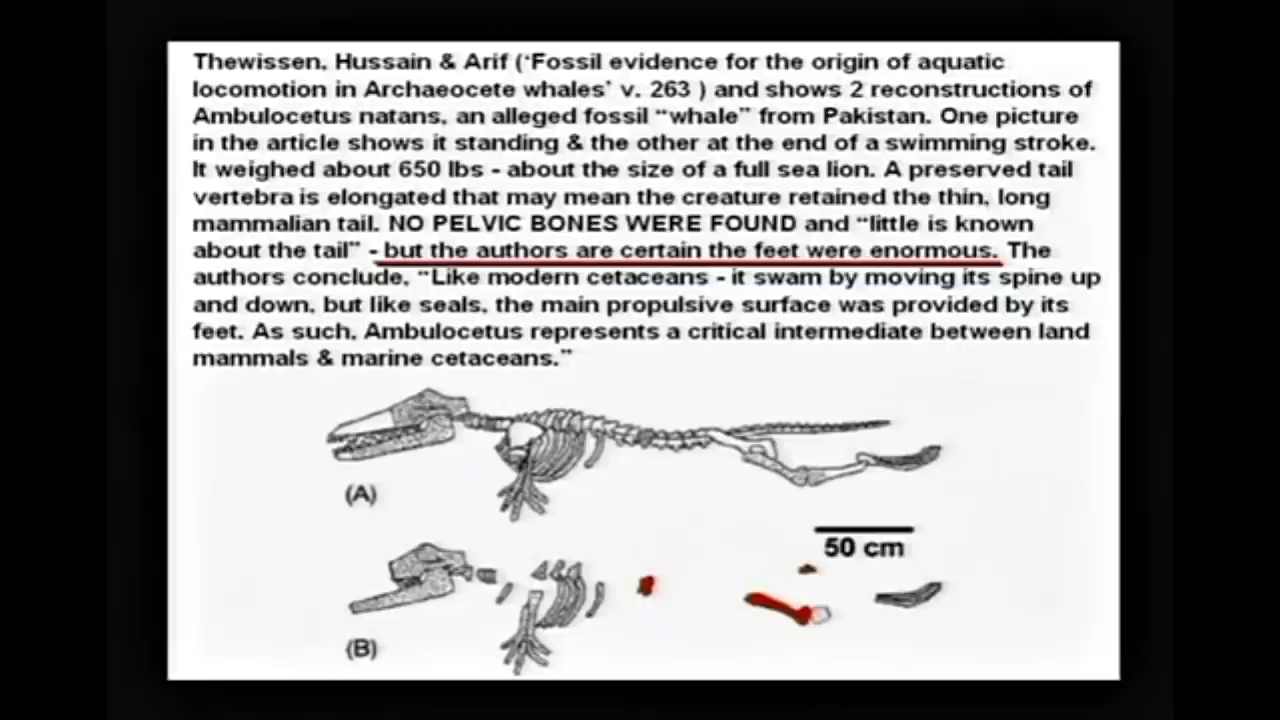 Thewissen, Hussain & Arif (‘Fossil evidence for the origin of aquatic
locomotion in Archaeocete whales’ v. 263 ) and shows 2 reconstructions of
Ambulocetus natans, an alleged fossil “whale” from Pakistan. One picture
in the article shows it standing & the other at the end of a swimming stroke.
It weighed about 650 lbs - about the size of a full sea lion. A preserved tail
vertebra is elongated that may mean the creature retained the thin, long
mammalian tail. NO PELVIC BONES WERE FOUND and “little is known
about the tail” - but the authors are certain the feet were enormous. The
authors conclude, “Like modern cetaceans - it swam by moving its spine up
and down, but like seals, the main propulsive surface was provided by its
feet. As such, Ambulocetus represents a critical intermediate between land
mammals & marine cetaceans.”
(A)
50 cm
(B)